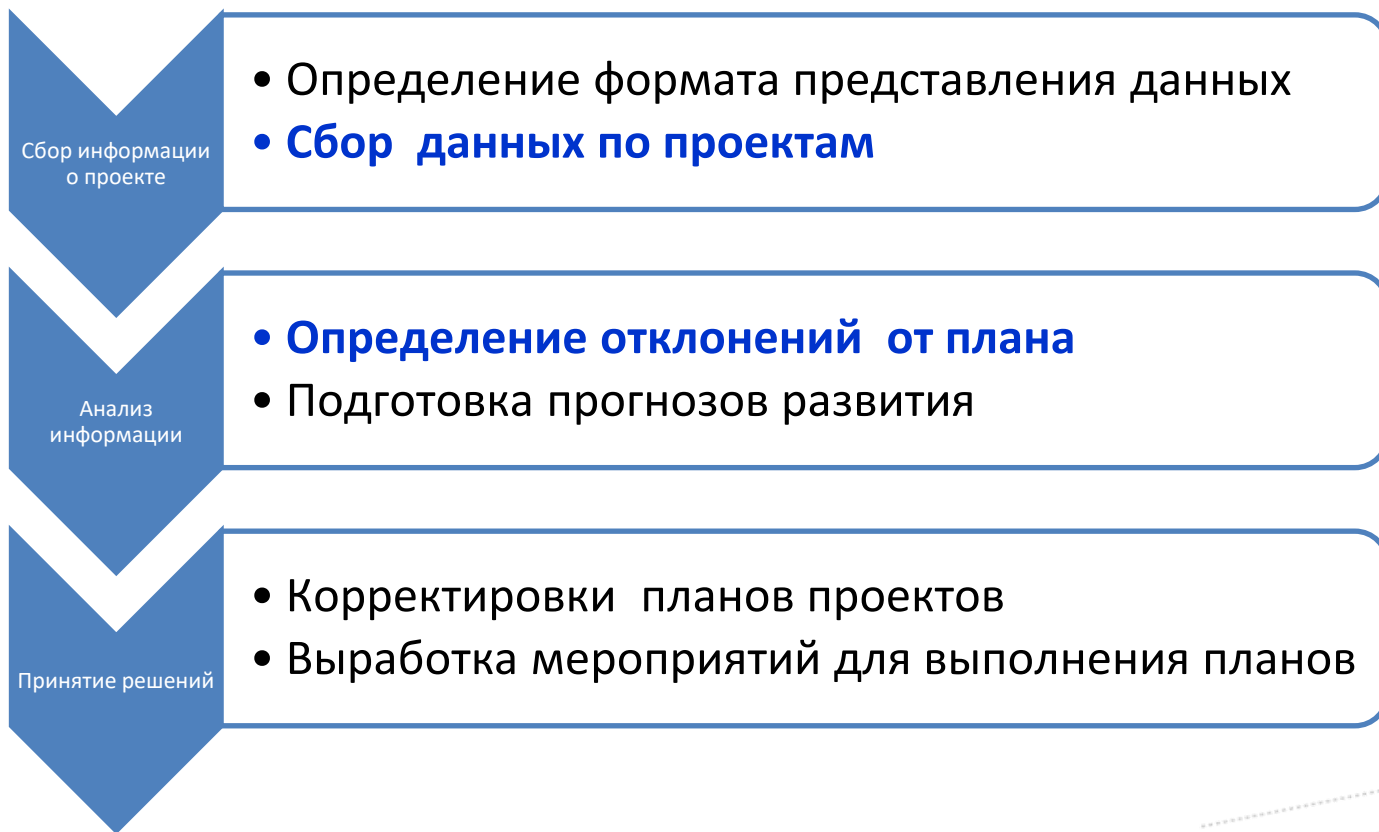 Сбор информации
о проекте
• Определение формата представления данных
• Сбор  данных по проектам
Анализ
информации
• Определение отклонений  от плана
• Подготовка прогнозов развития
Принятие решений
• Корректировки  планов проектов
• Выработка мероприятий для выполнения планов